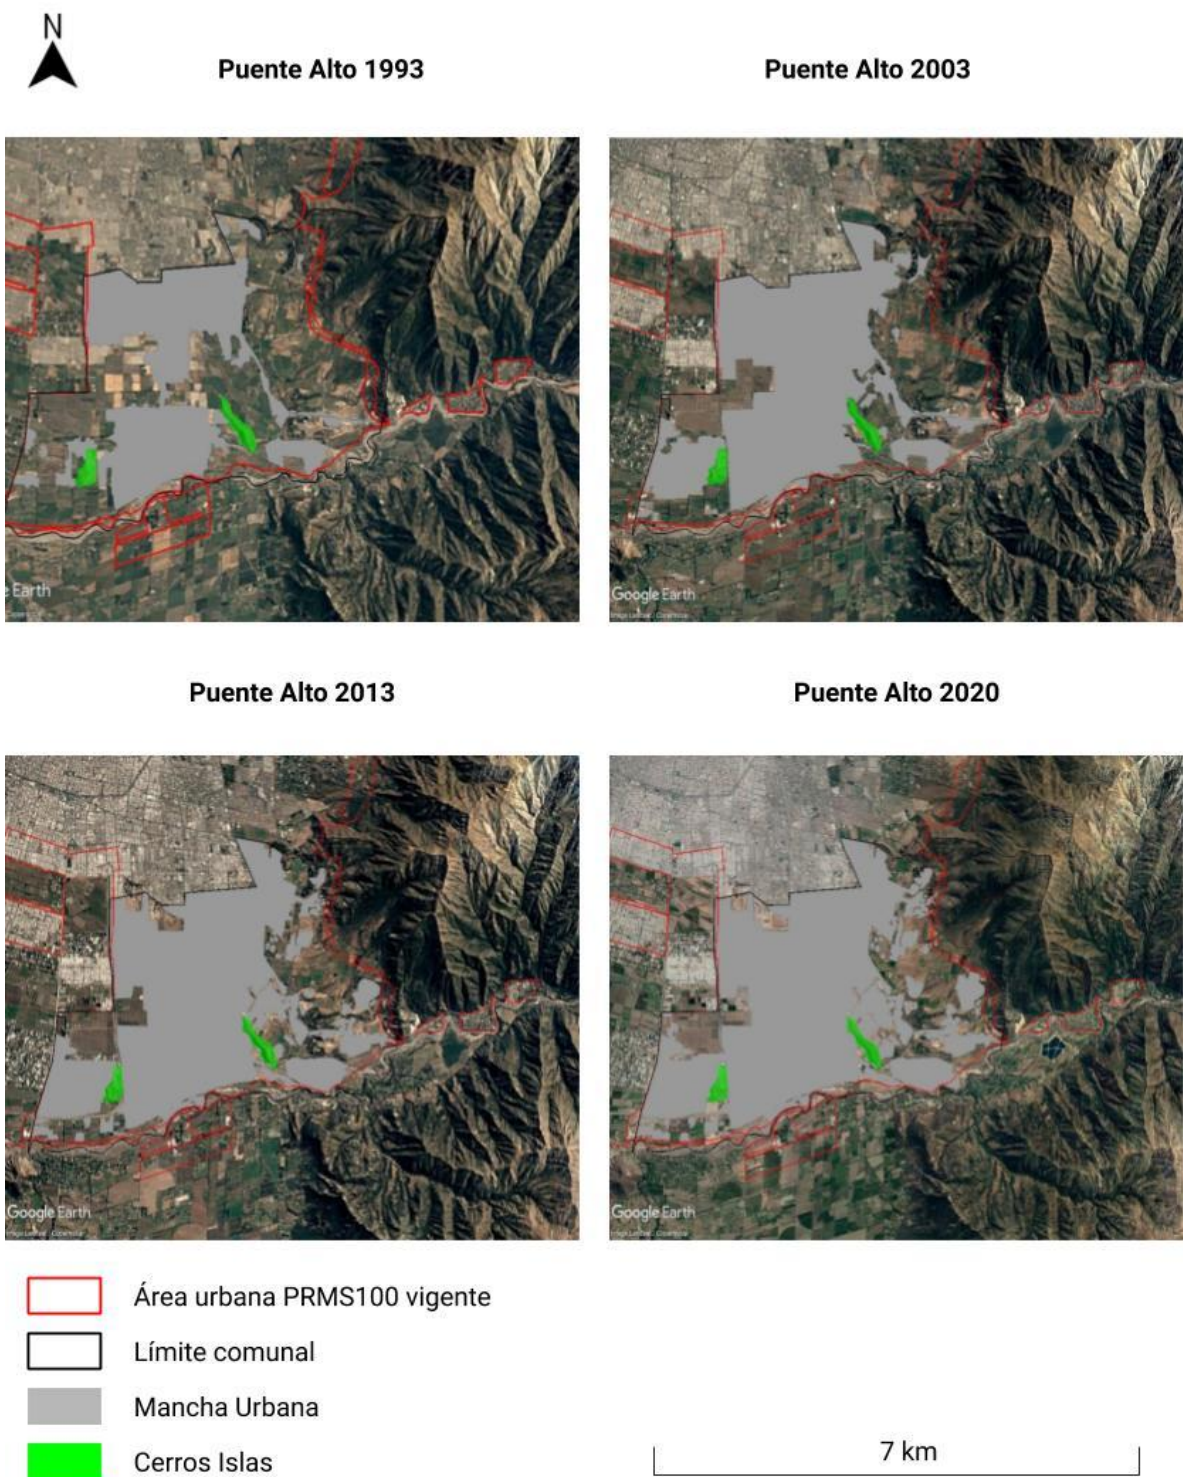 N
Puente Alto 1993
Puente Alto 2003
e Earth
Google Earth
Puente Alto 2013
Puente Alto 2020
Google Earth
Google Earth
Área urbana PRMS100 vigente
Límite comunal
Mancha Urbana
Cerros Islas
7 km